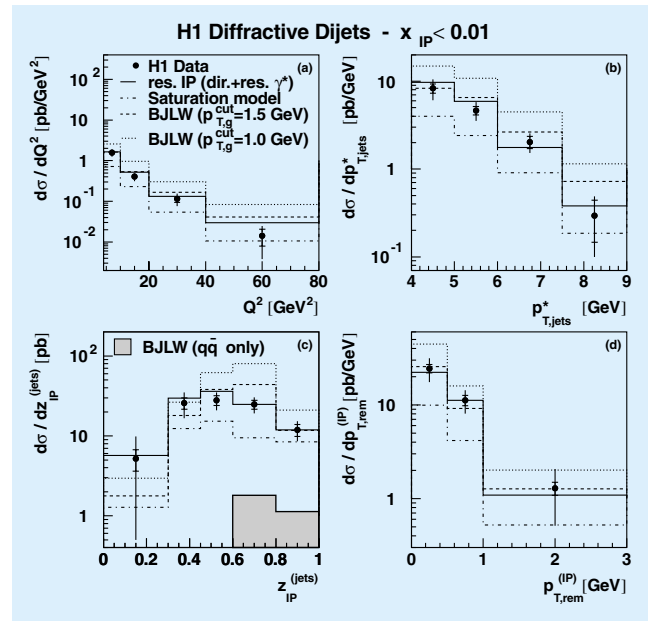 H1 Diffractive Dijets - x IP < 0.01
dσ / dQ² [pb/GeV²]
10²
10
1
10⁻¹
10⁻²
H1 Data
res. IP (dir.+res. γ*)
Saturation model
BJLW (p_T,g^cut=1.5 GeV)
BJLW (p_T,g^cut=1.0 GeV)
(a)
20 40 60 80
Q² [GeV²]
dσ / dp*_T,jets [pb/GeV]
10
1
10⁻¹
(b)
4 5 6 7 8 9
p*_T,jets [GeV]
dσ / dz_IP^(jets) [pb]
10²
10
1
BJLW (qq̄ only)
(c)
0 0.2 0.4 0.6 0.8 1
z_IP^(jets)
dσ / dp_T,rem^(IP) [pb/GeV]
10
1
(d)
0 1 2 3
p_T,rem^(IP) [GeV]